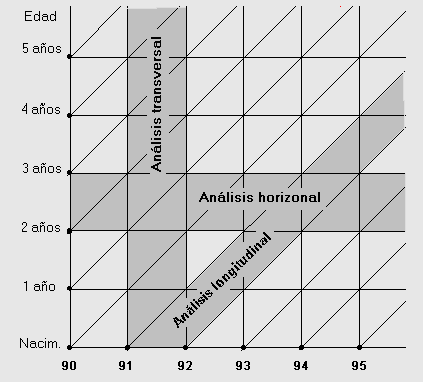 Edad
5 años
4 años
3 años
2 años
1 año
Nacim.
Análisis transversal
Análisis horizonal
Análisis longitudinal
90 91 92 93 94 95